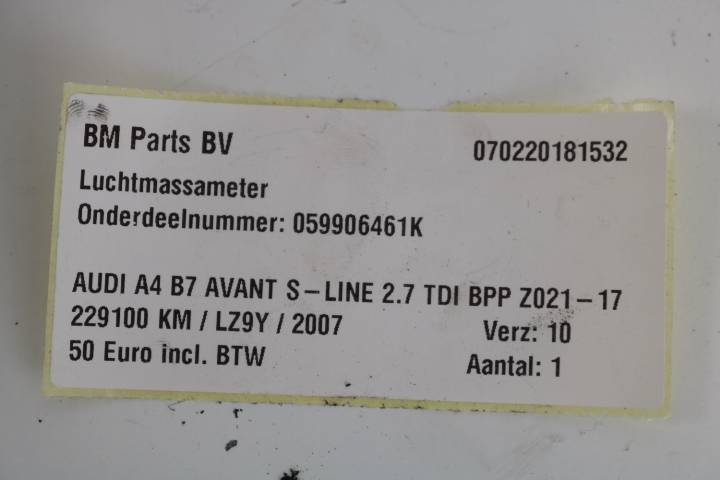 BM Parts BV 070220181532
Luchtmassameter
Onderdeelnummer: 059906461K
AUDI A4 B7 AVANT S-LINE 2.7 TDI BPP Z021-17
229100 KM / LZ9Y / 2007 Verz: 10
50 Euro incl. BTW Aantal: 1